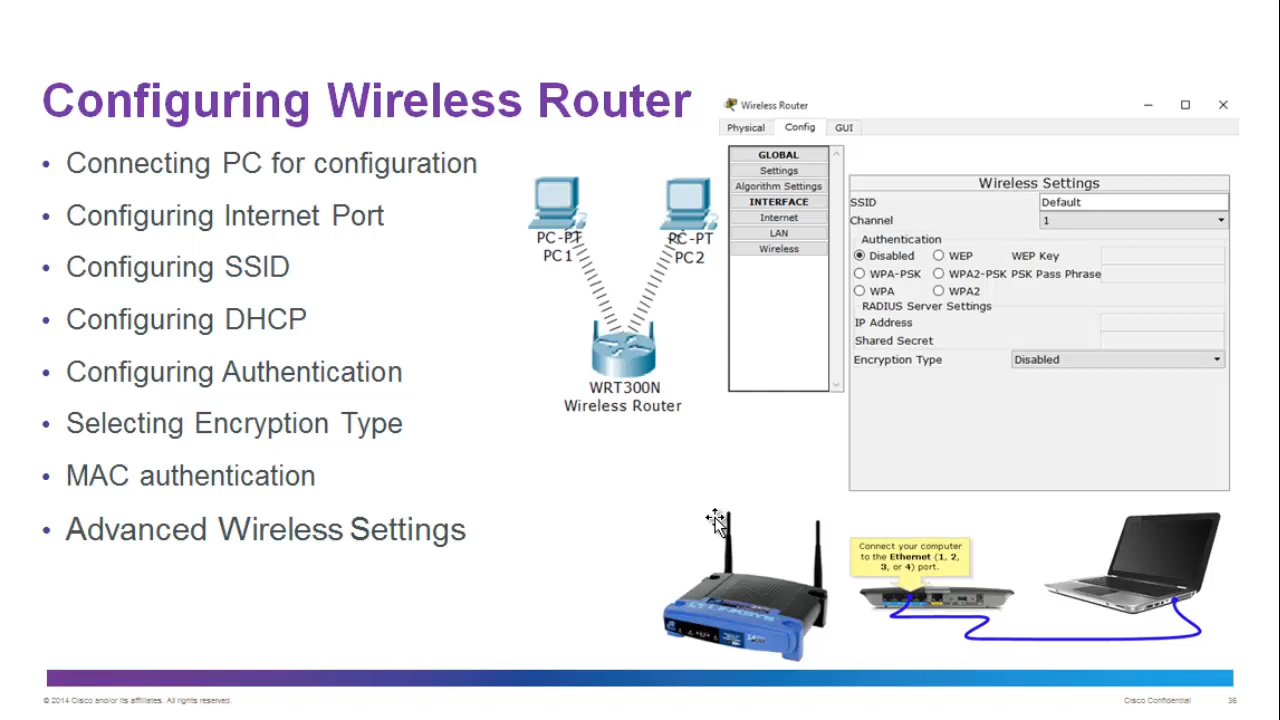 Configuring Wireless Router
• Connecting PC for configuration
• Configuring Internet Port
• Configuring SSID
• Configuring DHCP
• Configuring Authentication
• Selecting Encryption Type
• MAC authentication
• Advanced Wireless Settings
PC-PT
PC1
PC-PT
PC2
WRT300N
Wireless Router
Wireless Router
Physical Config GUI
GLOBAL
Settings
Algorithm Settings
INTERFACE
Internet
LAN
Wireless
Wireless Settings
SSID Default
Channel 1
Authentication
Disabled WEP WEP Key
WPA-PSK WPA2-PSK PSK Pass Phrase
WPA WPA2
RADIUS Server Settings
IP Address
Shared Secret
Encryption Type Disabled
LINKSYS
Connect your computer
to the Ethernet (1, 2,
3, or 4) port.
© 2014 Cisco and/or its affiliates. All rights reserved.
Cisco Confidential
36